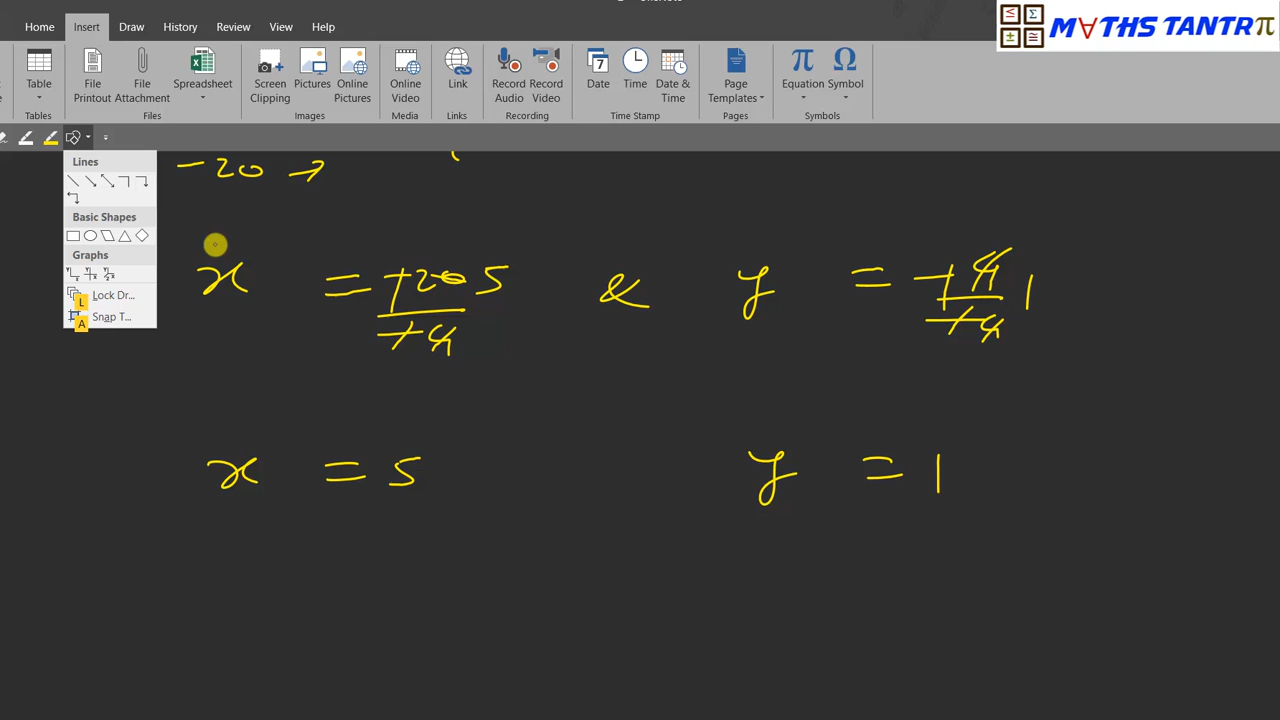 Home Insert Draw History Review View Help
MATHS TANTRπ
Table
File Printout
File Attachment
Spreadsheet
Screen Clipping
Pictures
Online Pictures
Online Video
Link
Record Audio
Record Video
Date
Time
Date & Time
Page Templates
Equation
Symbol
Tables Files Images Media Links Recording Time Stamp Pages Symbols
Lines
Basic Shapes
Graphs
L Lock Dr...
A Snap T...
-20 →
x = -20/-4 5 & y = -4/-4 1
x = 5 y = 1